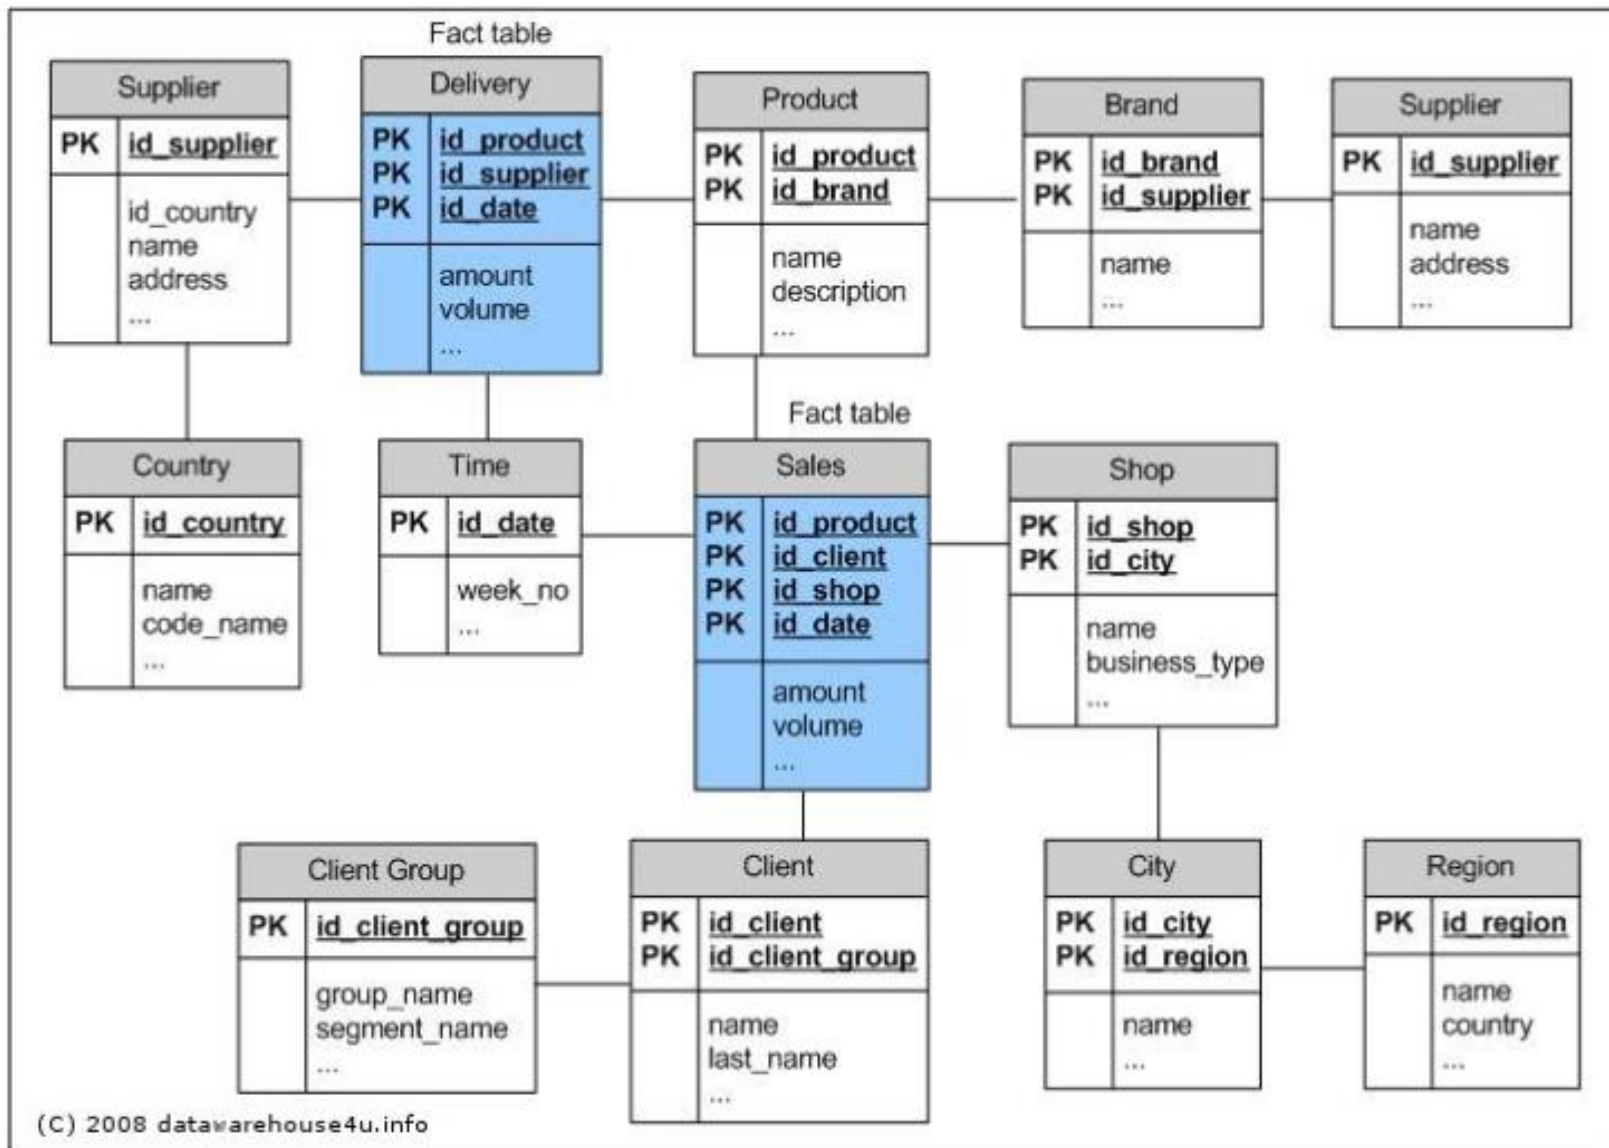 Fact table
Supplier
PK id_supplier
id_country
name
address
...
Delivery
PK id_product
PK id_supplier
PK id_date
amount
volume
...
Product
PK id_product
PK id_brand
name
description
...
Brand
PK id_brand
PK id_supplier
name
...
Supplier
PK id_supplier
name
address
...
Country
PK id_country
name
code_name
...
Time
PK id_date
week_no
...
Fact table
Sales
PK id_product
PK id_client
PK id_shop
PK id_date
amount
volume
...
Shop
PK id_shop
PK id_city
name
business_type
...
Client Group
PK id_client_group
group_name
segment_name
...
Client
PK id_client
PK id_client_group
name
last_name
...
City
PK id_city
PK id_region
name
...
Region
PK id_region
name
country
...
(C) 2008 datawarehouse4u.info